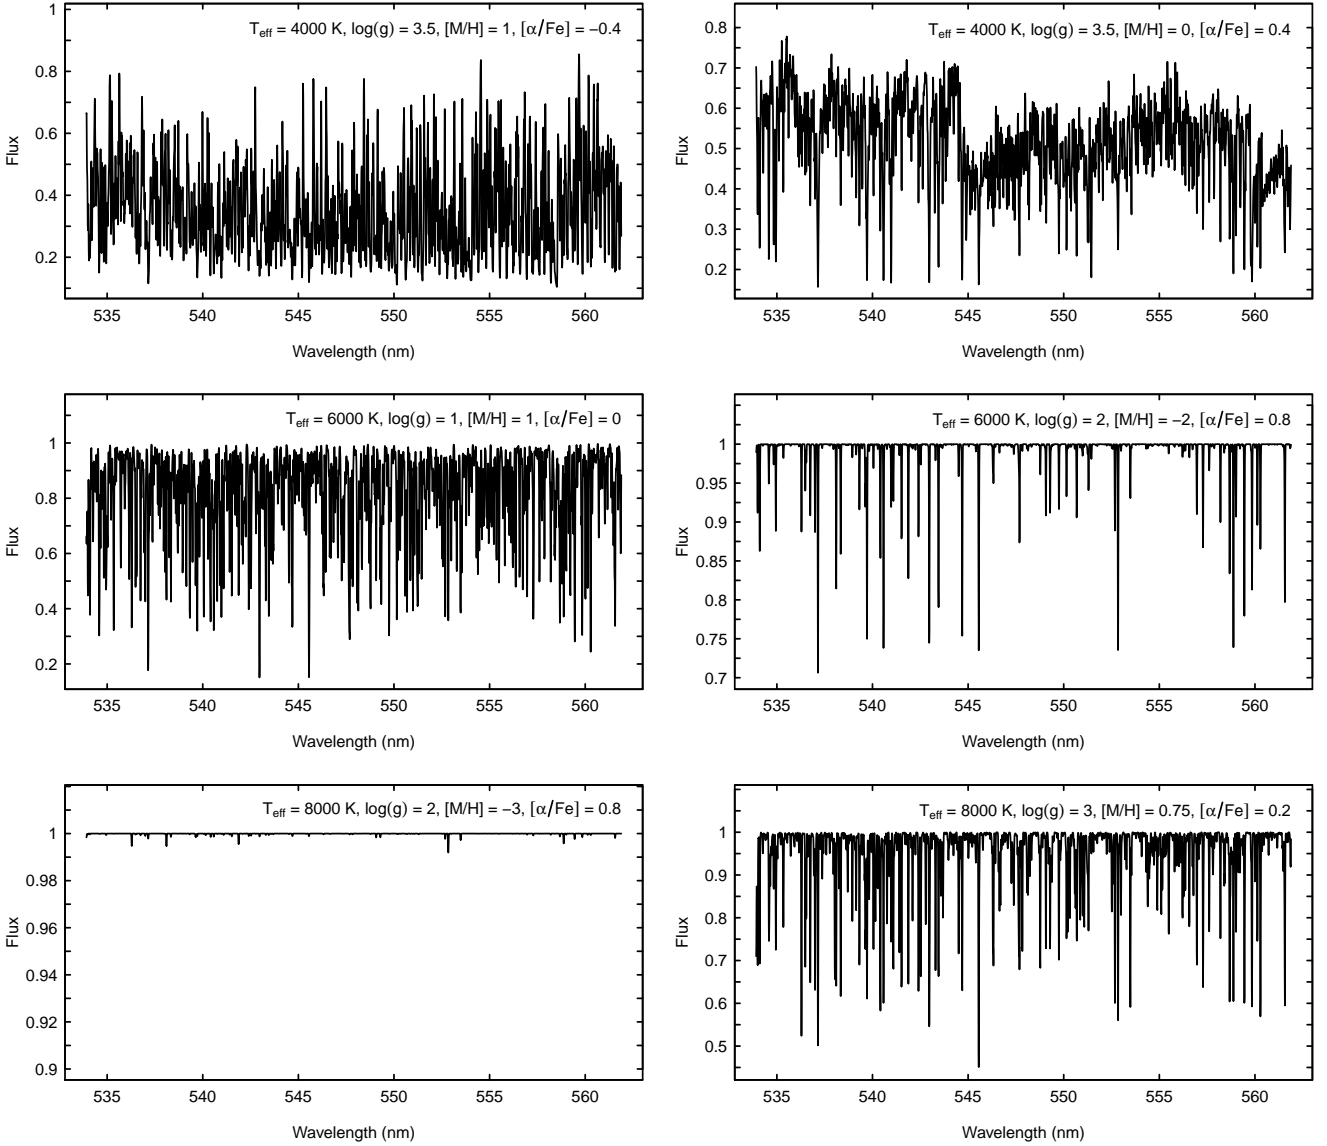 T_eff = 4000 K, log(g) = 3.5, [M/H] = 1, [α/Fe] = −0.4
1
0.8
0.6
0.4
0.2
Flux
535 540 545 550 555 560
Wavelength (nm)
T_eff = 4000 K, log(g) = 3.5, [M/H] = 0, [α/Fe] = 0.4
0.8
0.7
0.6
0.5
0.4
0.3
0.2
Flux
535 540 545 550 555 560
Wavelength (nm)
T_eff = 6000 K, log(g) = 1, [M/H] = 1, [α/Fe] = 0
1
0.8
0.6
0.4
0.2
Flux
535 540 545 550 555 560
Wavelength (nm)
T_eff = 6000 K, log(g) = 2, [M/H] = −2, [α/Fe] = 0.8
1
0.95
0.9
0.85
0.8
0.75
0.7
Flux
535 540 545 550 555 560
Wavelength (nm)
T_eff = 8000 K, log(g) = 2, [M/H] = −3, [α/Fe] = 0.8
1
0.98
0.96
0.94
0.92
0.9
Flux
535 540 545 550 555 560
Wavelength (nm)
T_eff = 8000 K, log(g) = 3, [M/H] = 0.75, [α/Fe] = 0.2
1
0.9
0.8
0.7
0.6
0.5
Flux
535 540 545 550 555 560
Wavelength (nm)